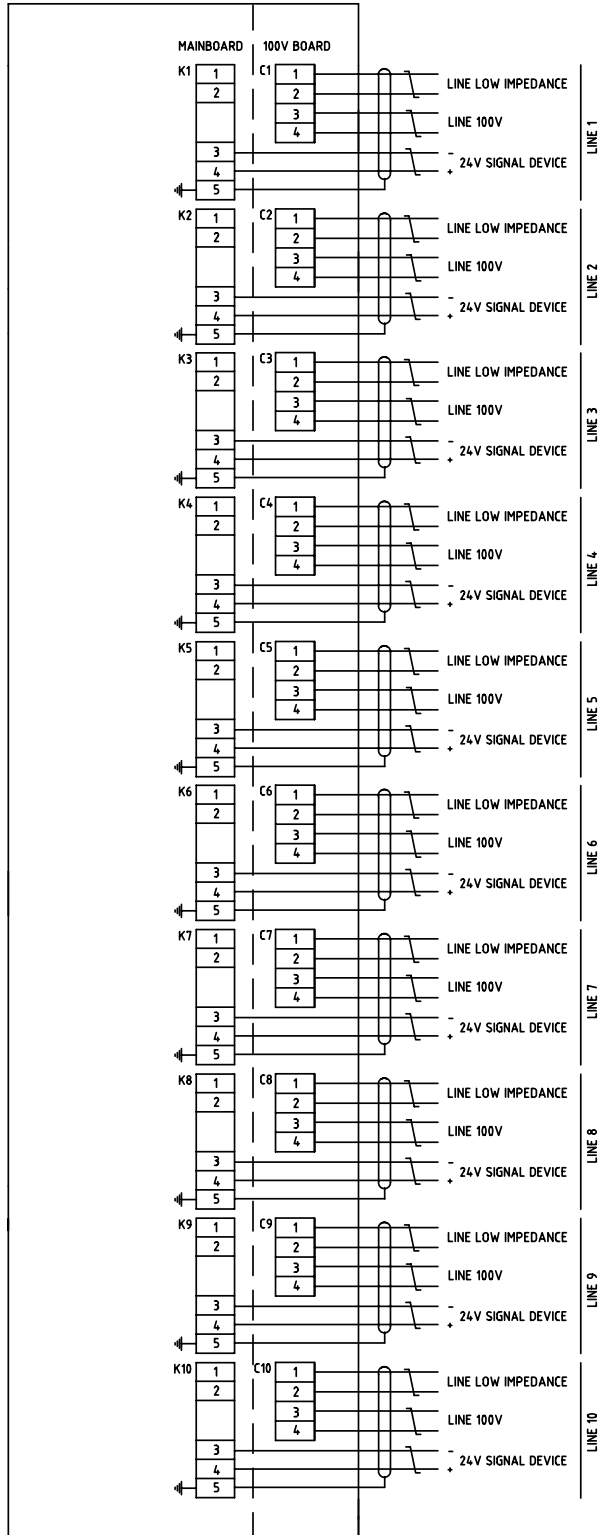 MAINBOARD 100V BOARD
K1 1 C1 1 LINE LOW IMPEDANCE
2 2
3 LINE 100V
4
3 - 24V SIGNAL DEVICE
4 +
5
LINE 1
K2 1 C2 1 LINE LOW IMPEDANCE
2 2
3 LINE 100V
4
3 - 24V SIGNAL DEVICE
4 +
5
LINE 2
K3 1 C3 1 LINE LOW IMPEDANCE
2 2
3 LINE 100V
4
3 - 24V SIGNAL DEVICE
4 +
5
LINE 3
K4 1 C4 1 LINE LOW IMPEDANCE
2 2
3 LINE 100V
4
3 - 24V SIGNAL DEVICE
4 +
5
LINE 4
K5 1 C5 1 LINE LOW IMPEDANCE
2 2
3 LINE 100V
4
3 - 24V SIGNAL DEVICE
4 +
5
LINE 5
K6 1 C6 1 LINE LOW IMPEDANCE
2 2
3 LINE 100V
4
3 - 24V SIGNAL DEVICE
4 +
5
LINE 6
K7 1 C7 1 LINE LOW IMPEDANCE
2 2
3 LINE 100V
4
3 - 24V SIGNAL DEVICE
4 +
5
LINE 7
K8 1 C8 1 LINE LOW IMPEDANCE
2 2
3 LINE 100V
4
3 - 24V SIGNAL DEVICE
4 +
5
LINE 8
K9 1 C9 1 LINE LOW IMPEDANCE
2 2
3 LINE 100V
4
3 - 24V SIGNAL DEVICE
4 +
5
LINE 9
K10 1 C10 1 LINE LOW IMPEDANCE
2 2
3 LINE 100V
4
3 - 24V SIGNAL DEVICE
4 +
5
LINE 10